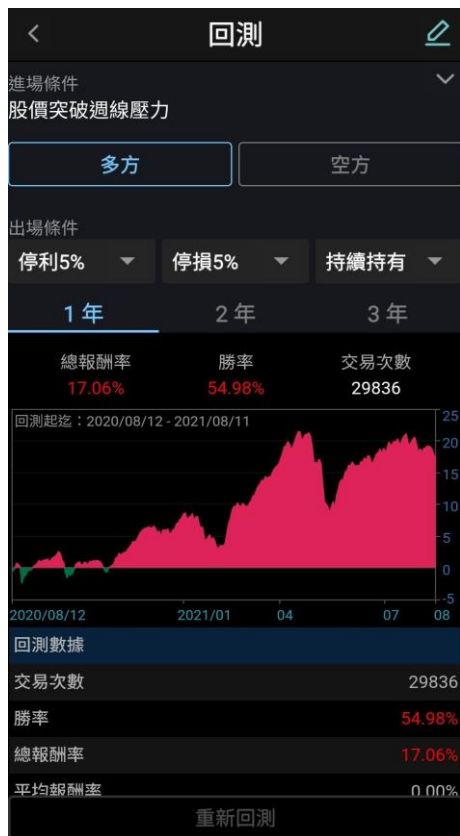 回測
進場條件
股價突破週線壓力
多方 空方
出場條件
停利5% 停損5% 持續持有
1 年 2 年 3 年
總報酬率 勝率 交易次數
17.06% 54.98% 29836
回測起迄：2020/08/12 - 2021/08/11
25
20
15
10
5
0
-5
2020/08/12 2021/01 04 07 08
回測數據
交易次數 29836
勝率 54.98%
總報酬率 17.06%
平均報酬率 0.00%
重新回測